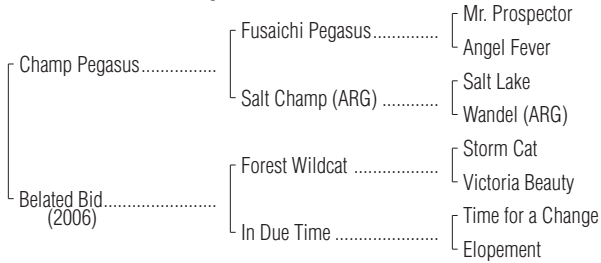 Mr. Prospector
Fusaichi Pegasus..............
Angel Fever
Champ Pegasus................
Salt Lake
Salt Champ (ARG) ............
Wandel (ARG)
Storm Cat
Forest Wildcat ..................
Victoria Beauty
Belated Bid........................
(2006)
Time for a Change
In Due Time ......................
Elopement